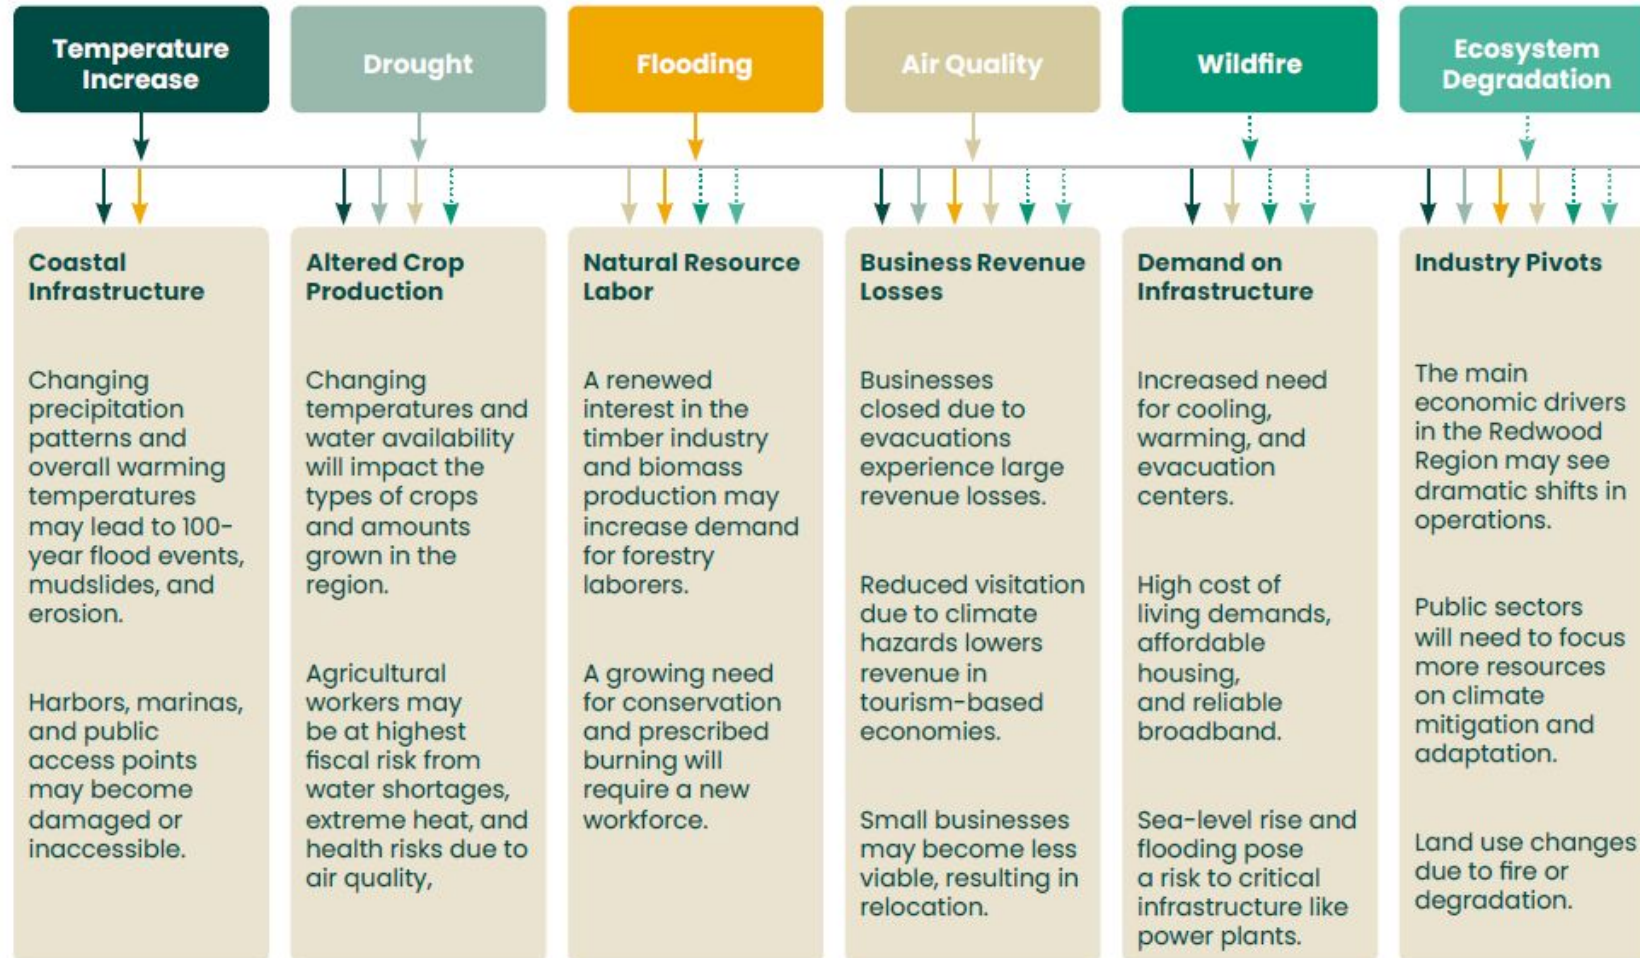 Temperature
Increase
Drought
Flooding
Air Quality
Wildfire
Ecosystem
Degradation
Coastal
Infrastructure
Changing
precipitation
patterns and
overall warming
temperatures
may lead to 100-
year flood events,
mudslides, and
erosion.
Harbors, marinas,
and public
access points
may become
damaged or
inaccessible.
Altered Crop
Production
Changing
temperatures and
water availability
will impact the
types of crops
and amounts
grown in the
region.
Agricultural
workers may
be at highest
fiscal risk from
water shortages,
extreme heat, and
health risks due to
air quality,
Natural Resource
Labor
A renewed
interest in the
timber industry
and biomass
production may
increase demand
for forestry
laborers.
A growing need
for conservation
and prescribed
burning will
require a new
workforce.
Business Revenue
Losses
Businesses
closed due to
evacuations
experience large
revenue losses.
Reduced visitation
due to climate
hazards lowers
revenue in
tourism-based
economies.
Small businesses
may become less
viable, resulting in
relocation.
Demand on
Infrastructure
Increased need
for cooling,
warming, and
evacuation
centers.
High cost of
living demands,
affordable
housing,
and reliable
broadband.
Sea-level rise and
flooding pose
a risk to critical
infrastructure like
power plants.
Industry Pivots
The main
economic drivers
in the Redwood
Region may see
dramatic shifts in
operations.
Public sectors
will need to focus
more resources
on climate
mitigation and
adaptation.
Land use changes
due to fire or
degradation.